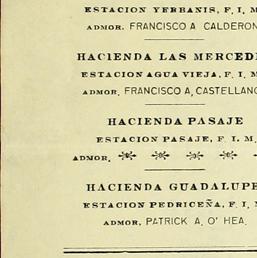 ESTACION YERBANIS, F. I. M
ADMOR. FRANCISCO A CALDERON
HACIENDA LAS MERCEDE
ESTACION AGUA VIEJA, F. I. M
ADMOR. FRANCISCO A, CASTELLANO
HACIENDA PASAJE
ESTACION PASAJE, F. I. M.
ADMOR.
HACIENDA GUADALUPE
ESTACION PEDRICEÑA, F. I. M
ADMOR. PATRICK A. O' HEA.